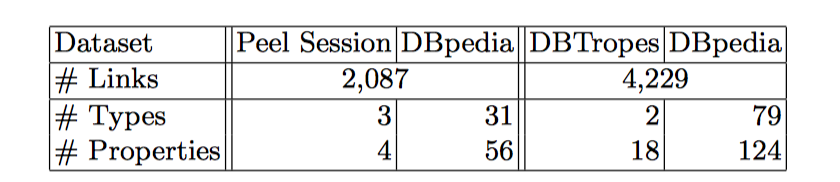 Dataset Peel Session DBpedia DBTropes DBpedia
# Links 2,087 4,229
# Types 3 31 2 79
# Properties 4 56 18 124